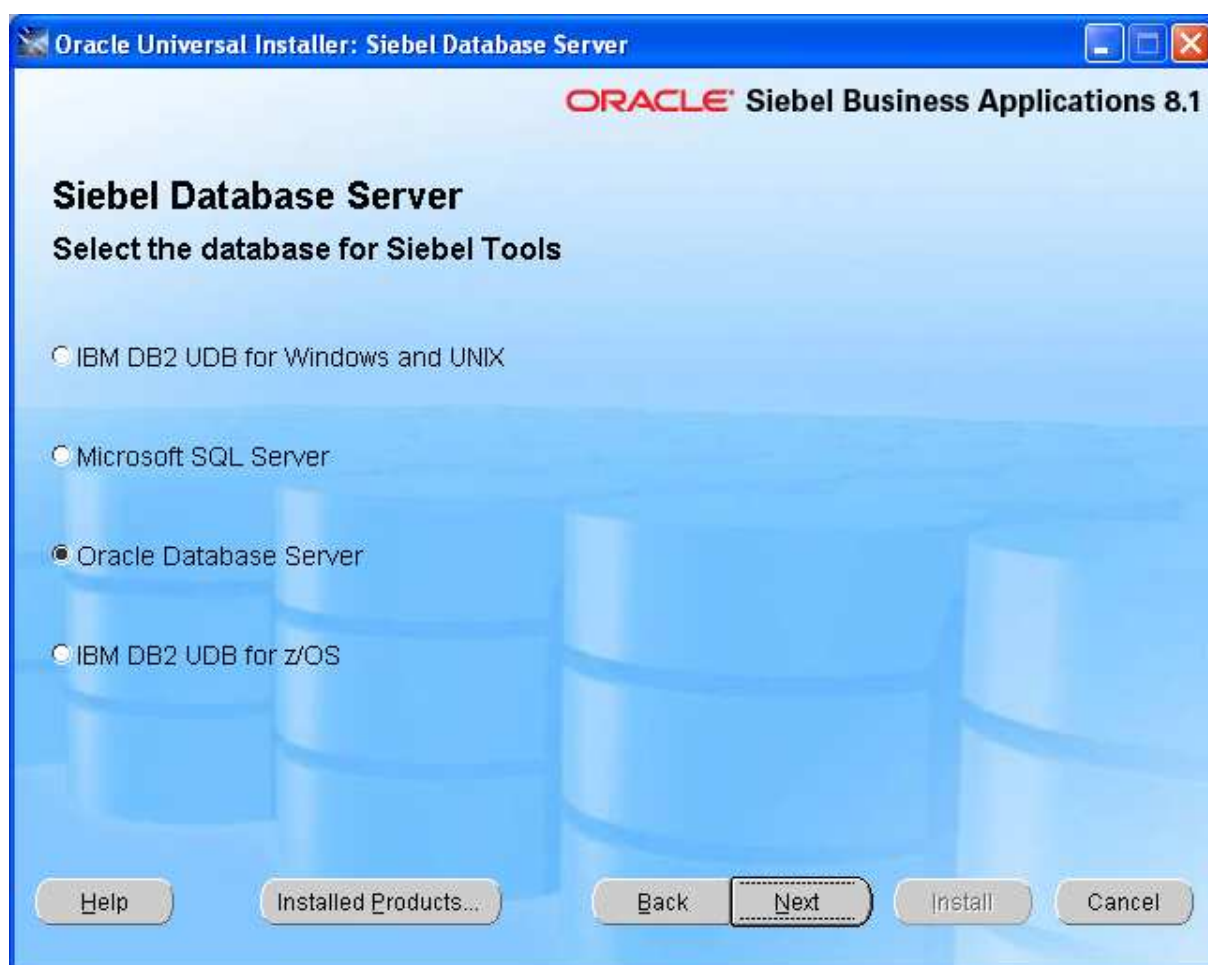 Oracle Universal Installer: Siebel Database Server
ORACLE Siebel Business Applications 8.1
Siebel Database Server
Select the database for Siebel Tools
IBM DB2 UDB for Windows and UNIX
Microsoft SQL Server
Oracle Database Server
IBM DB2 UDB for z/OS
Help Installed Products... Back Next Install Cancel